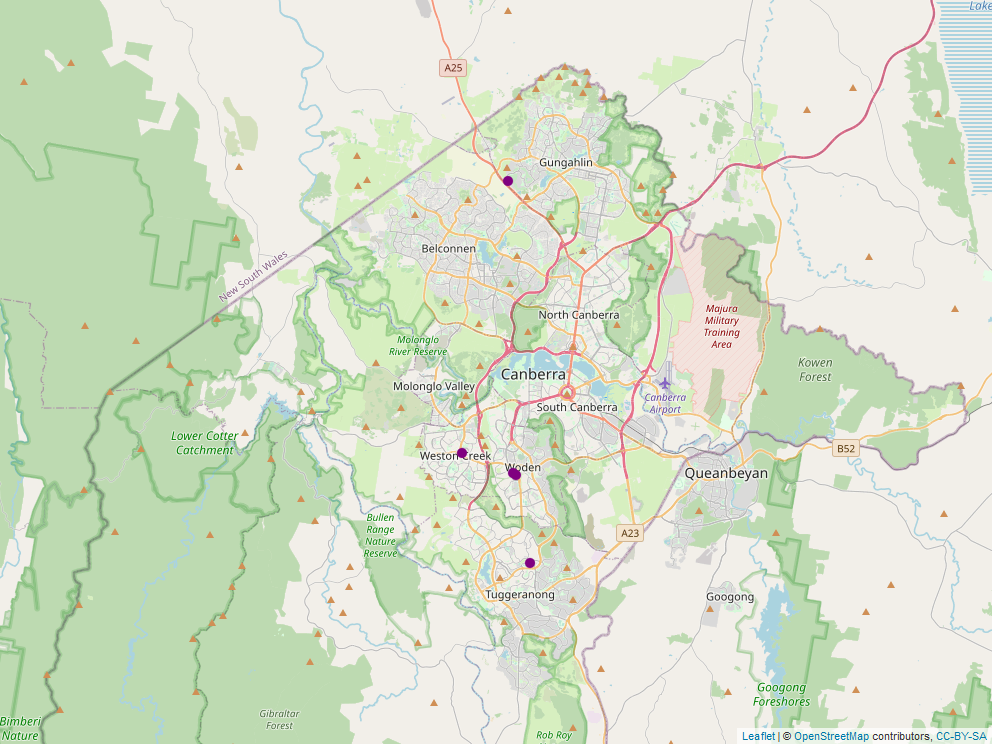 Lake
A25
Gungahlin
Belconnen
New South Wales
North Canberra
Majura
Military
Training
Area
Molonglo
River Reserve
Kowen
Forest
Canberra
Molonglo Valley
Canberra
Airport
South Canberra
Lower Cotter
Catchment
B52
Weston Creek
Woden
Queanbeyan
Bullen
Range
Nature
Reserve
A23
Tuggeranong
Googong
Googong
Foreshores
Gibraltar
Forest
Bimberi
Nature
Rob Roy
Leaflet | © OpenStreetMap contributors, CC-BY-SA